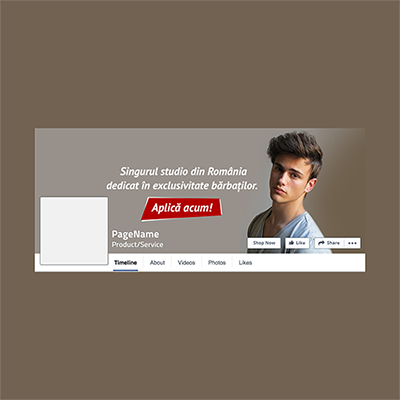 Singurul studio din România
dedicat în exclusivitate bărbaților.
Aplică acum!
PageName
Product/Service
Shop Now
Like
Share
Timeline
About
Videos
Photos
Likes